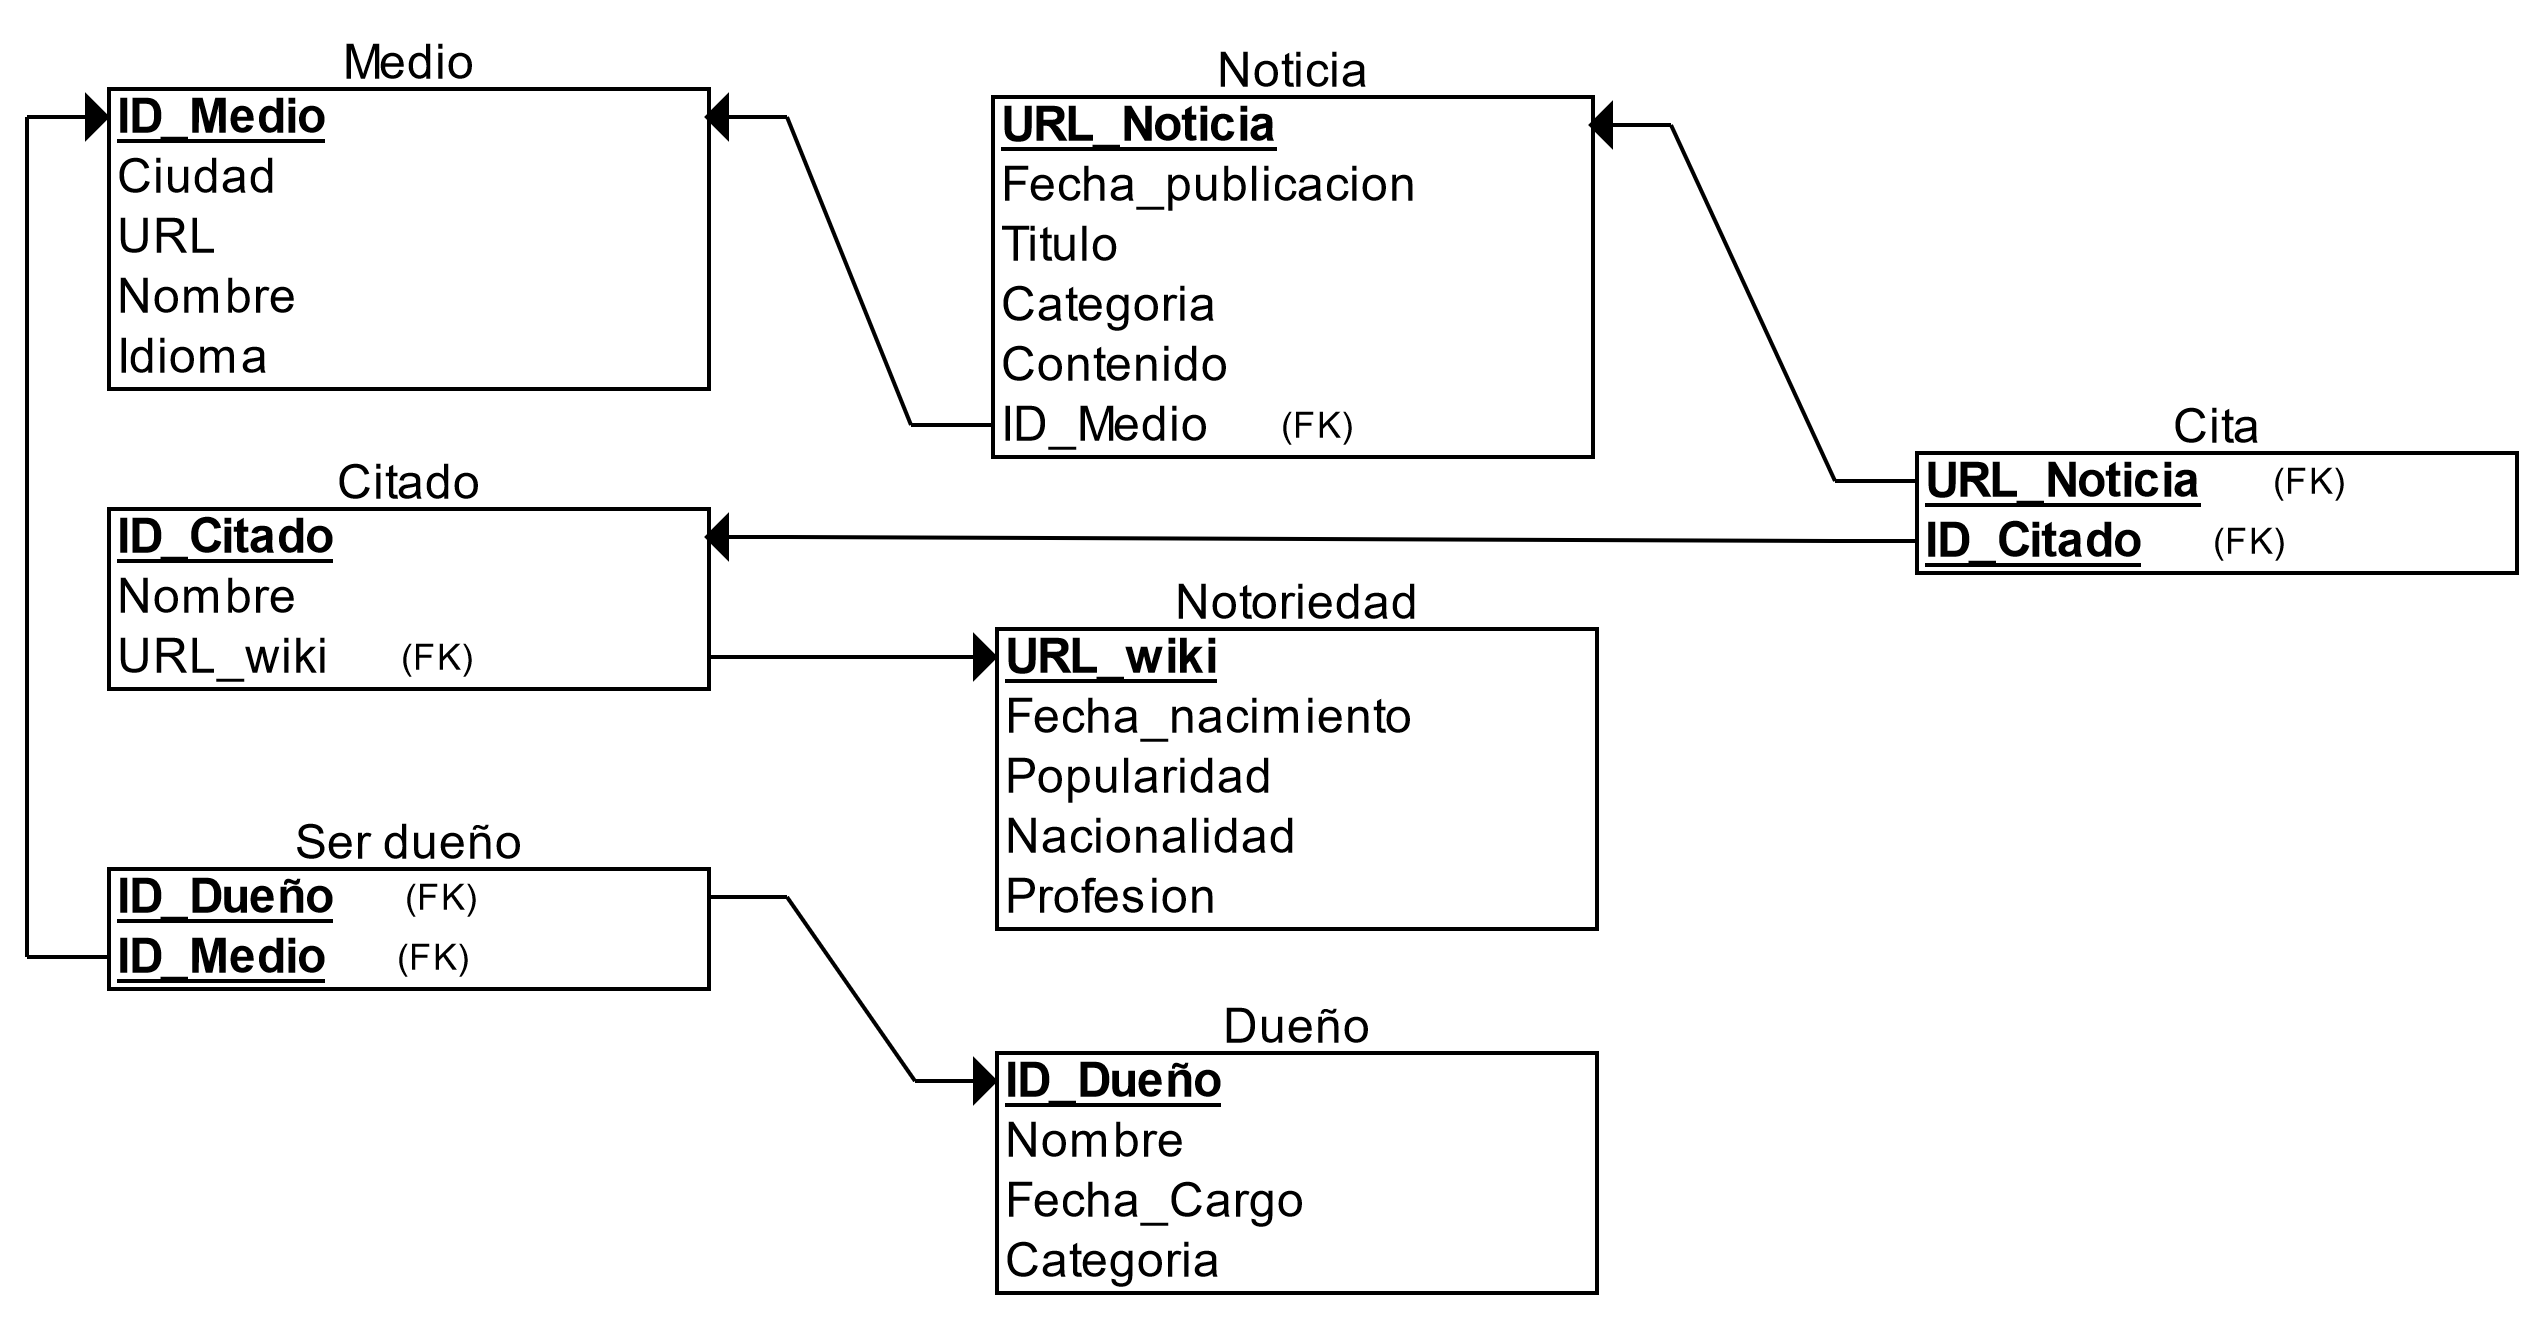 Medio
ID_Medio
Ciudad
URL
Nombre
Idioma
Noticia
URL_Noticia
Fecha_publicacion
Titulo
Categoria
Contenido
ID_Medio (FK)
Cita
URL_Noticia (FK)
ID_Citado (FK)
Citado
ID_Citado
Nombre
URL_wiki (FK)
Notoriedad
URL_wiki
Fecha_nacimiento
Popularidad
Nacionalidad
Profesion
Ser dueño
ID_Dueño (FK)
ID_Medio (FK)
Dueño
ID_Dueño
Nombre
Fecha_Cargo
Categoria